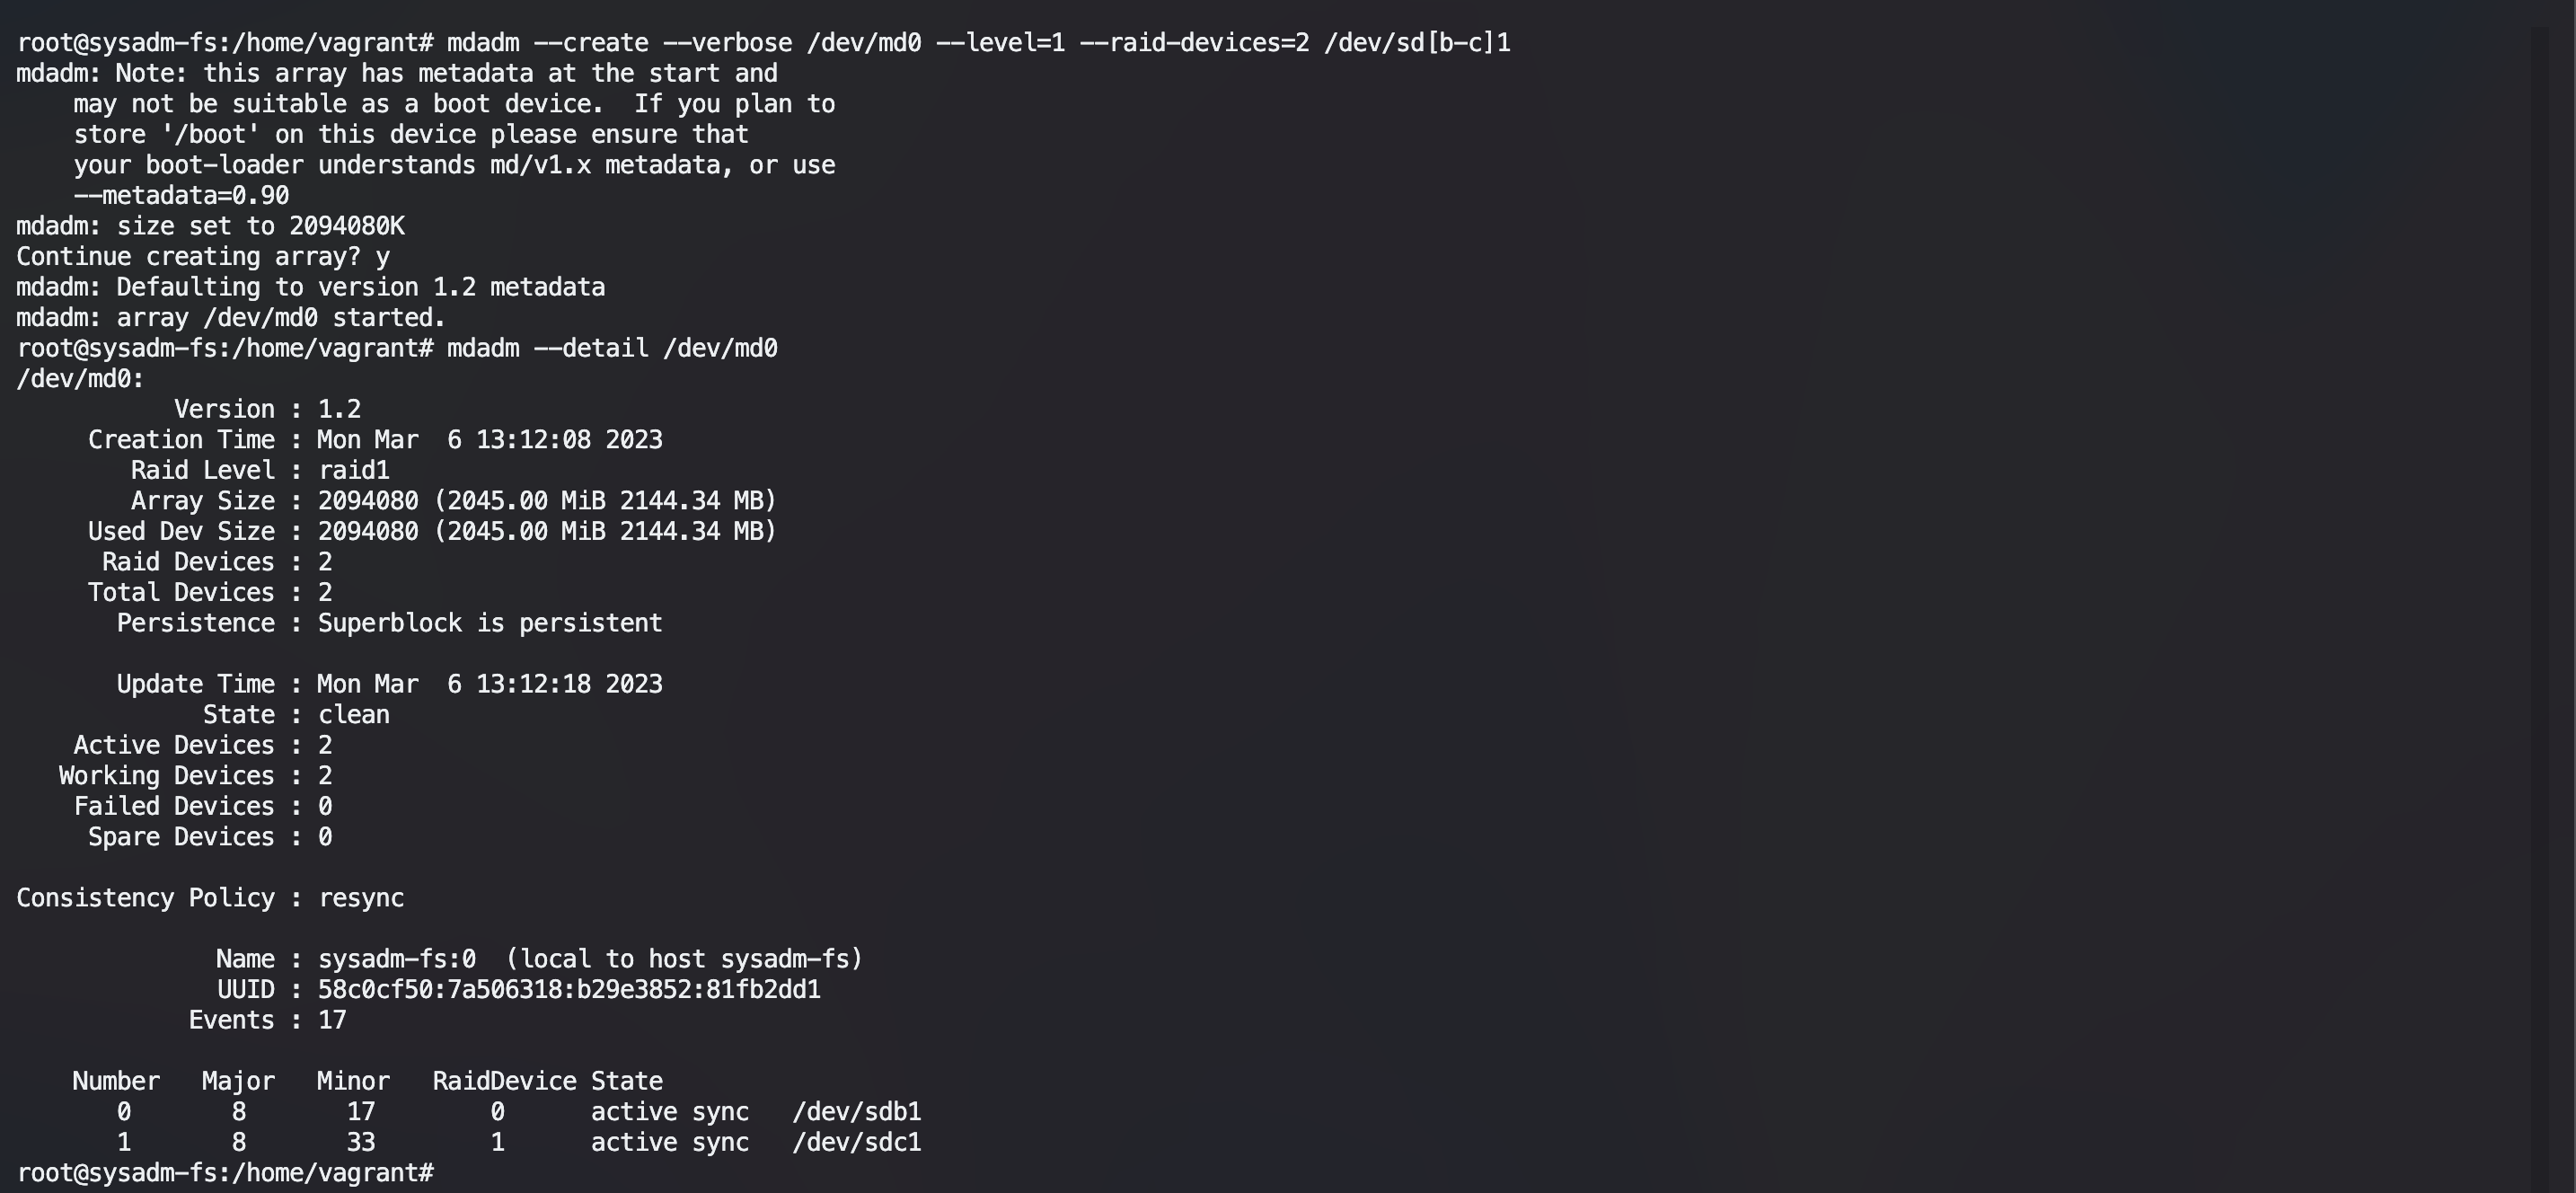 root@sysadm-fs:/home/vagrant# mdadm --create --verbose /dev/md0 --level=1 --raid-devices=2 /dev/sd[b-c]1
mdadm: Note: this array has metadata at the start and
    may not be suitable as a boot device.  If you plan to
    store '/boot' on this device please ensure that
    your boot-loader understands md/v1.x metadata, or use
    --metadata=0.90
mdadm: size set to 2094080K
Continue creating array? y
mdadm: Defaulting to version 1.2 metadata
mdadm: array /dev/md0 started.
root@sysadm-fs:/home/vagrant# mdadm --detail /dev/md0
/dev/md0:
           Version : 1.2
     Creation Time : Mon Mar  6 13:12:08 2023
        Raid Level : raid1
        Array Size : 2094080 (2045.00 MiB 2144.34 MB)
     Used Dev Size : 2094080 (2045.00 MiB 2144.34 MB)
      Raid Devices : 2
     Total Devices : 2
       Persistence : Superblock is persistent

       Update Time : Mon Mar  6 13:12:18 2023
             State : clean
    Active Devices : 2
   Working Devices : 2
    Failed Devices : 0
     Spare Devices : 0

Consistency Policy : resync

              Name : sysadm-fs:0  (local to host sysadm-fs)
              UUID : 58c0cf50:7a506318:b29e3852:81fb2dd1
            Events : 17

    Number   Major   Minor   RaidDevice State
       0       8       17        0      active sync   /dev/sdb1
       1       8       33        1      active sync   /dev/sdc1
root@sysadm-fs:/home/vagrant#